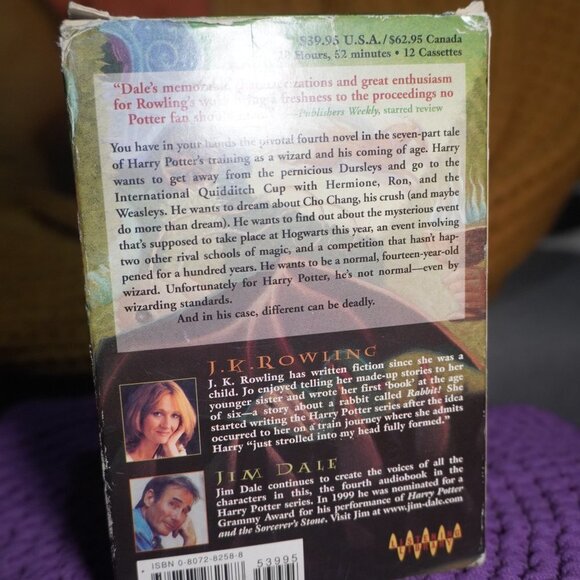 $39.95 U.S.A./ $62.95 Canada
Hours, 52 minutes • 12 Cassettes
“Dale’s and great enthusiasm
for Rowling’s a freshness to the proceedings no
Potter fan
-Publishers Weekly, starred review
You have in your hands the pivotal fourth novel in the seven-part tale
of Harry Potter’s training as a wizard and his coming of age. Harry
wants to get away from the pernicious Dursleys and go to the
International Quidditch Cup with Hermione, Ron, and the
Weasleys. He wants to dream about Cho Chang, his crush (and maybe
do more than dream). He wants to find out about the mysterious event
that’s supposed to take place at Hogwarts this year, an event involving
two other rival schools of magic, and a competition that hasn’t hap-
pened for a hundred years. He wants to be a normal, fourteen-year-old
wizard. Unfortunately for Harry Potter, he’s not normal—even by
wizarding standards.
And in his case, different can be deadly.
J.K. ROWLING
J. K. Rowling has written fiction since she was a
child. Jo enjoyed telling her made-up stories to her
younger sister and wrote her first ‘book’ at the age
of six—a story about a rabbit called Rabbit! She
started writing the Harry Potter series after the idea
occurred to her on a train journey where she admits
Harry “just strolled into my head fully formed.”
JIM DALE
Jim Dale continues to create the voices of all the
characters in this, the fourth audiobook in the
Harry Potter series. In 1999 he was nominated for a
Grammy Award for his performance of Harry Potter
and the Sorcerer’s Stone. Visit Jim at www.jim-dale.com
ISBN 0-8072-8258-8
53995
LISTENING
LIBRARY